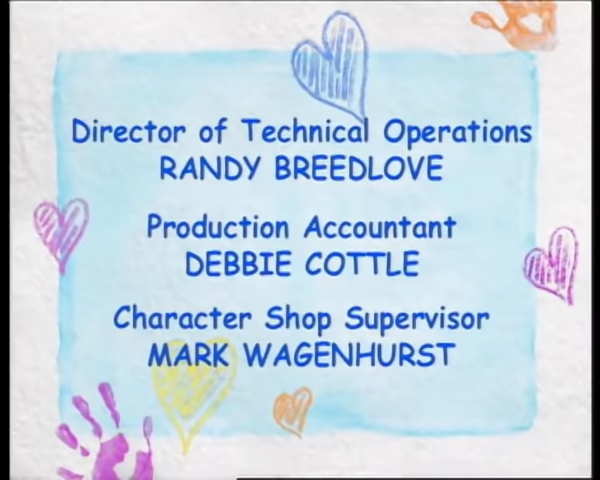 Director of Technical Operations
RANDY BREEDLOVE
Production Accountant
DEBBIE COTTLE
Character Shop Supervisor
MARK WAGENHURST